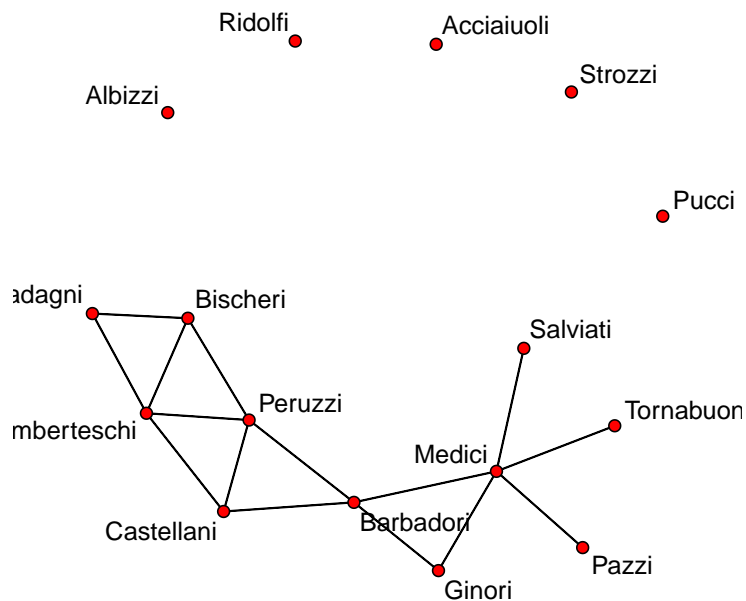 Ridolfi
Acciaiuoli
Strozzi
Albizzi
Pucci
adagni
Bischeri
Salviati
Peruzzi
Tornabuon
mberteschi
Medici
Castellani
Barbadori
Pazzi
Ginori